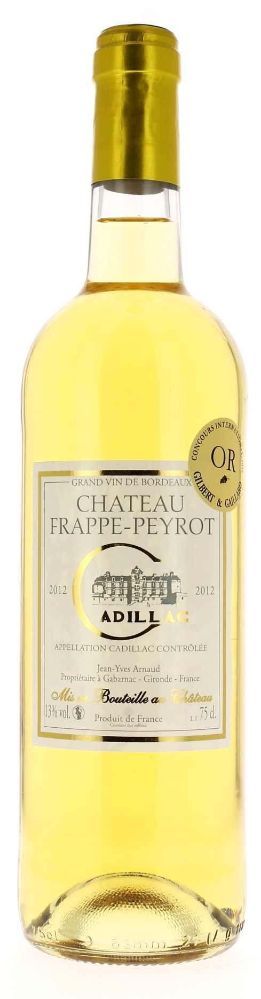 CONCOURS INTERNATIONAL 2013
OR
GILBERT & GAILLARD
GRAND VIN DE BORDEAUX
CHATEAU
FRAPPE-PEYROT
2012 2012
CADILLAC
APPELLATION CADILLAC CONTRÔLÉE
Jean-Yves Arnaud
Propriétaire à Gabarnac - Gironde - France
Mis en Bouteille au Château
13% vol. Produit de France L1 75 cl.
Contient des sulfites
75cl 63mm